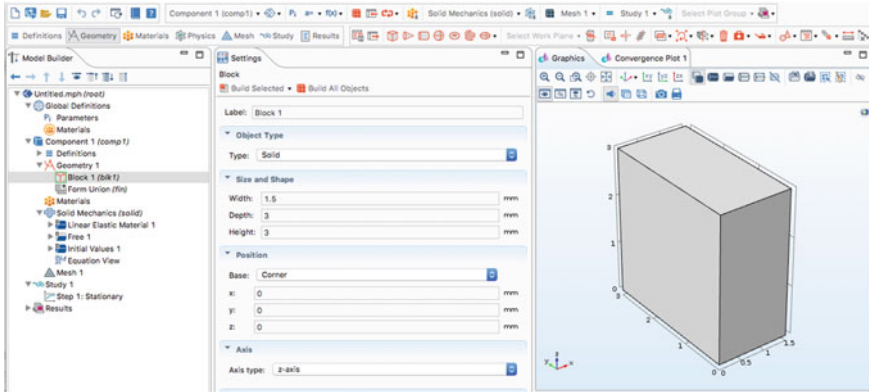 Component 1 (comp1)
Pi
a=
f(x)
Solid Mechanics (solid)
Mesh 1
Study 1
Select Plot Group
Definitions
Geometry
Materials
Physics
Mesh
Study
Results
Select Work Plane
Model Builder
Untitled.mph (root)
Global Definitions
Pi Parameters
Materials
Component 1 (comp1)
Definitions
Geometry 1
Block 1 (blk1)
Form Union (fin)
Materials
Solid Mechanics (solid)
Linear Elastic Material 1
Free 1
Initial Values 1
Equation View
Mesh 1
Study 1
Step 1: Stationary
Results
Settings
Block
Build Selected
Build All Objects
Label: Block 1
Object Type
Type: Solid
Size and Shape
Width: 1.5 mm
Depth: 3 mm
Height: 3 mm
Position
Base: Corner
x: 0 mm
y: 0 mm
z: 0 mm
Axis
Axis type: z-axis
Graphics
Convergence Plot 1
3
2
1
0
3
2
1
0
0
0.5
1
1.5
y
z
x